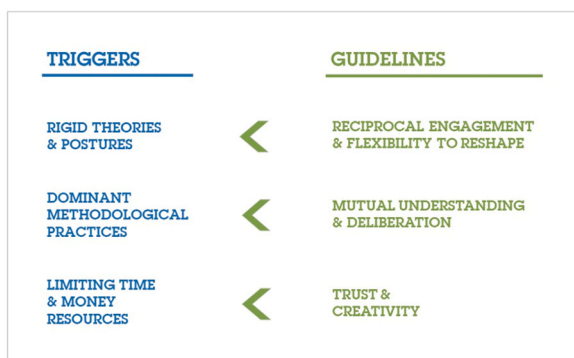 TRIGGERS
GUIDELINES
RIGID THEORIES
& POSTURES
RECIPROCAL ENGAGEMENT
& FLEXIBILITY TO RESHAPE
DOMINANT
METHODOLOGICAL
PRACTICES
MUTUAL UNDERSTANDING
& DELIBERATION
LIMITING TIME
& MONEY
RESOURCES
TRUST &
CREATIVITY